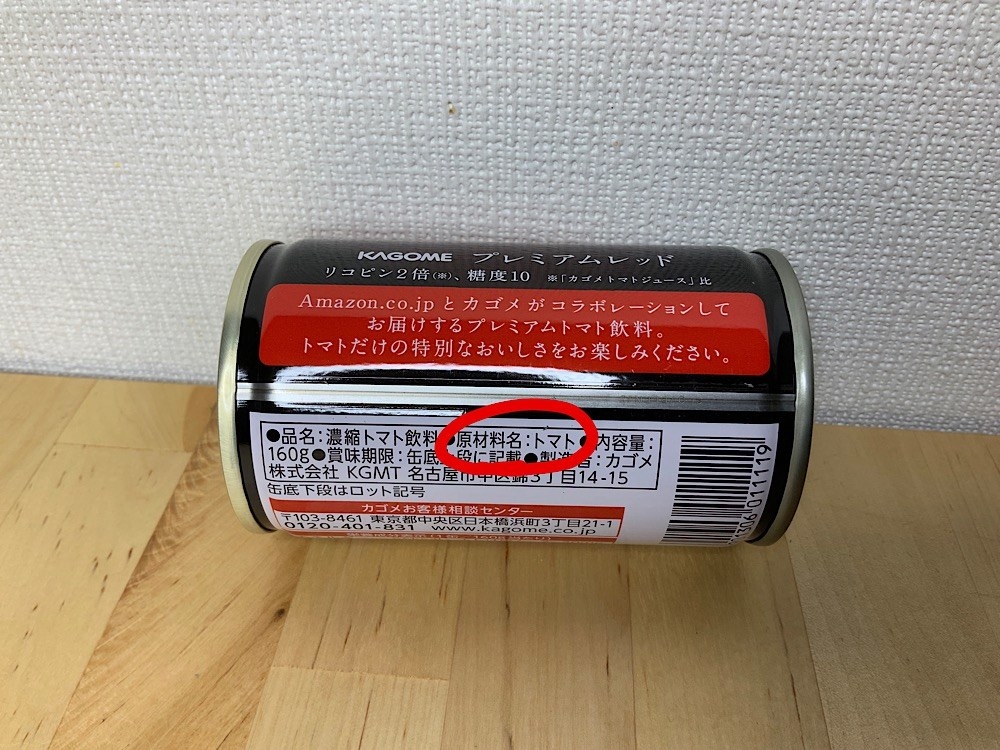 KAGOME プレミアムレッド
リコピン2倍(※)、糖度10 ※「カゴメトマトジュース」比
Amazon.co.jpとカゴメがコラボレーションして
お届けするプレミアムトマト飲料。
トマトだけの特別なおいしさをお楽しみください。
●品名:濃縮トマト飲料●原材料名:トマト●内容量:
160g●賞味期限:缶底上段に記載●製造者:カゴメ
株式会社 KGMT 名古屋市中区錦3丁目14-15
缶底下段はロット記号
カゴメお客様相談センター
〒103-8461 東京都中央区日本橋浜町3丁目21-1
0120-401-831 www.kagome.co.jp
011119